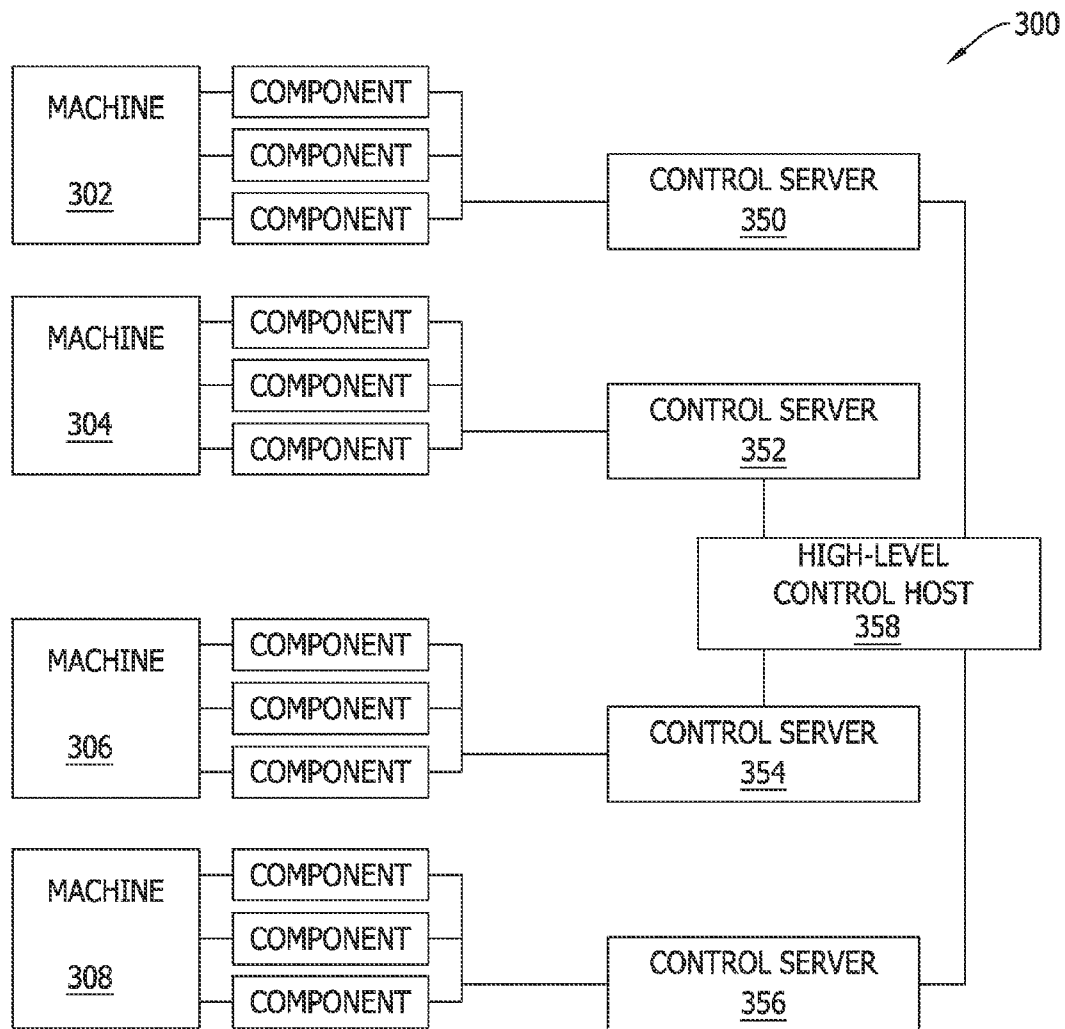 300
MACHINE
302
COMPONENT
COMPONENT
COMPONENT
CONTROL SERVER
350
MACHINE
304
COMPONENT
COMPONENT
COMPONENT
CONTROL SERVER
352
HIGH-LEVEL
CONTROL HOST
358
MACHINE
306
COMPONENT
COMPONENT
COMPONENT
CONTROL SERVER
354
MACHINE
308
COMPONENT
COMPONENT
COMPONENT
CONTROL SERVER
356